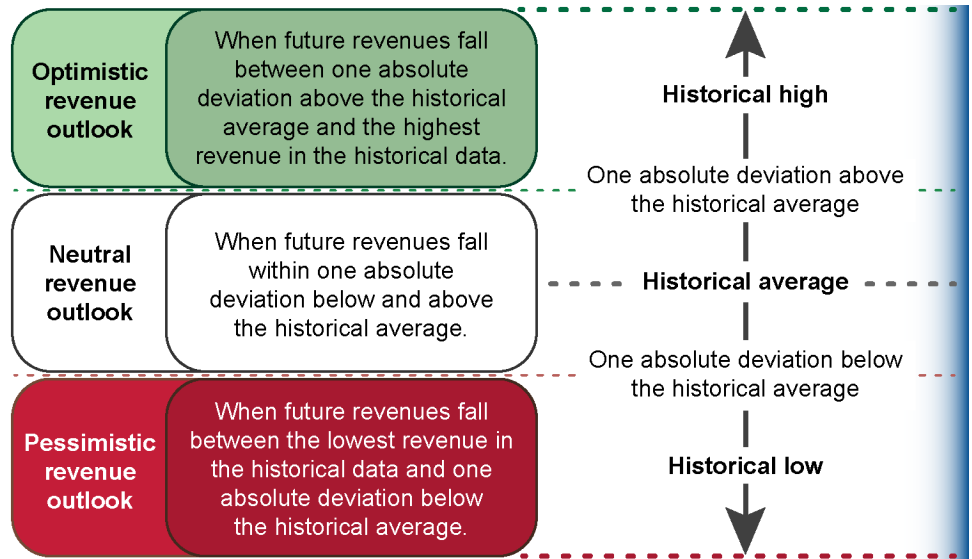 Optimistic
revenue
outlook
When future revenues fall
between one absolute
deviation above the historical
average and the highest
revenue in the historical data.
Historical high
One absolute deviation above
the historical average
Neutral
revenue
outlook
When future revenues fall
within one absolute
deviation below and above
the historical average.
Historical average
One absolute deviation below
the historical average
Pessimistic
revenue
outlook
When future revenues fall
between the lowest revenue in
the historical data and one
absolute deviation below
the historical average.
Historical low